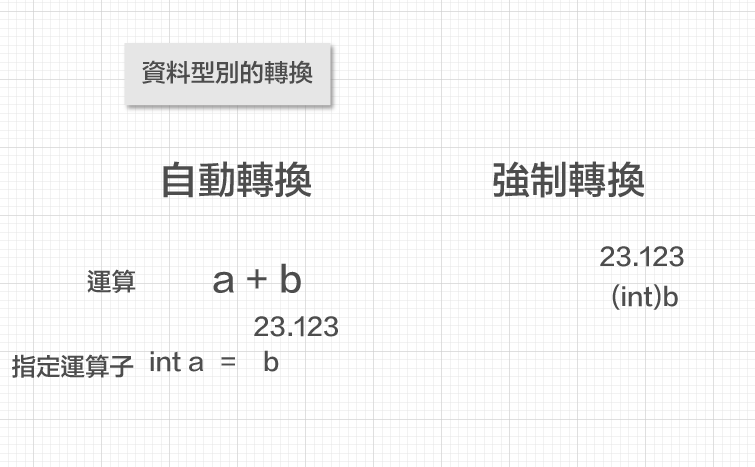 資料型別的轉換
自動轉換
強制轉換
運算 a + b
23.123
指定運算子 int a = b
23.123
(int)b